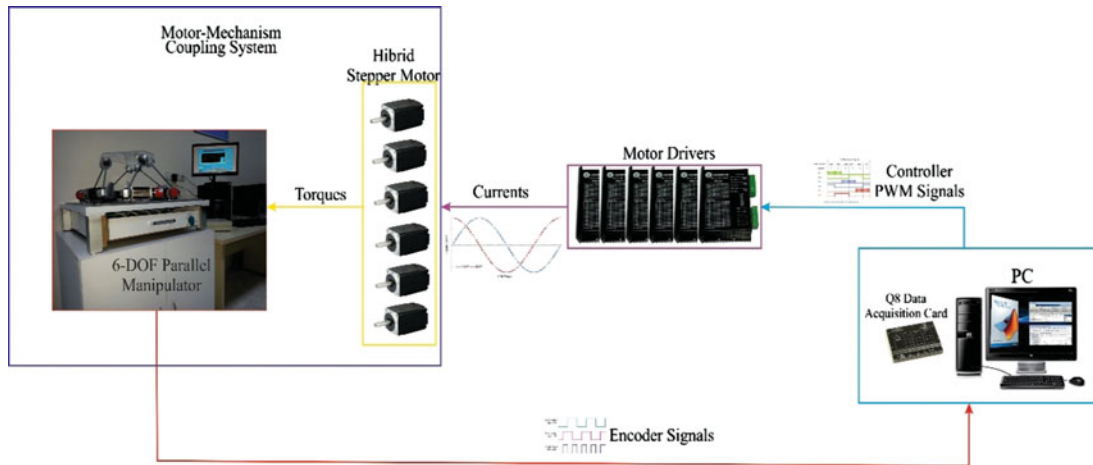 Motor-Mechanism
Coupling System
Hibrid
Stepper Motor
Motor Drivers
Controller
PWM Signals
Torques
Currents
6-DOF Parallel
Manipulator
PC
Q8 Data
Acquisition Card
Encoder Signals